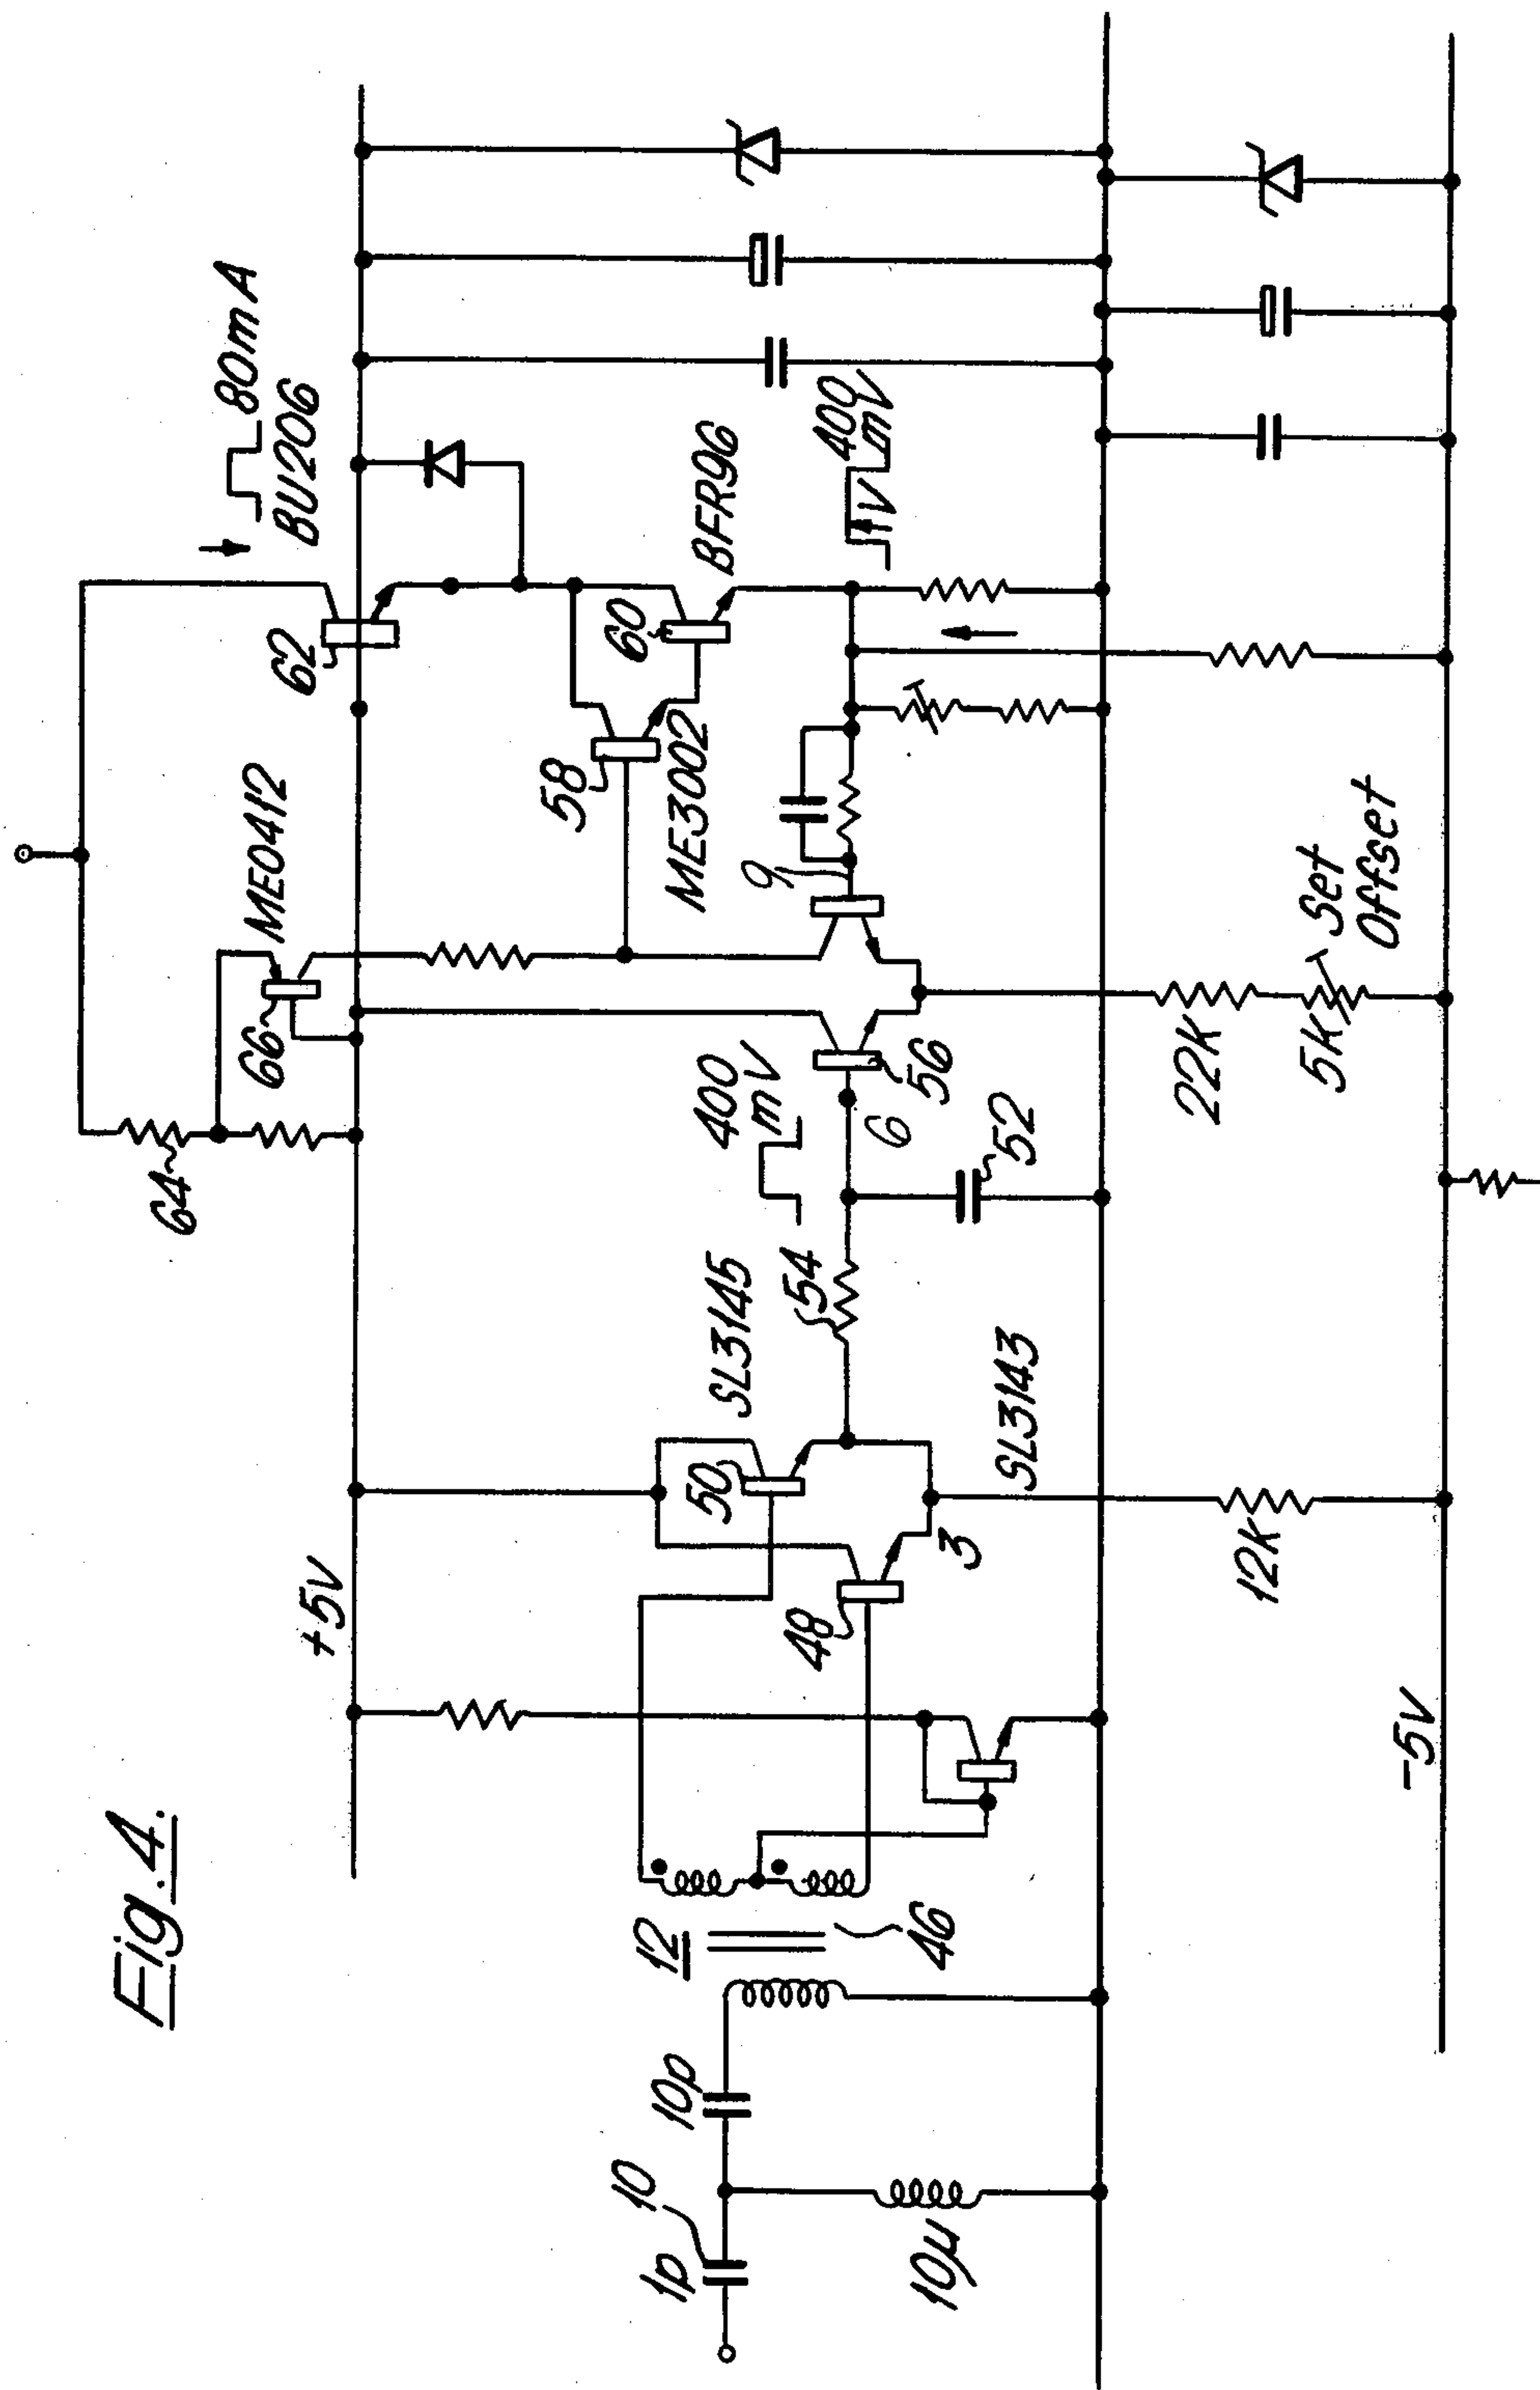 Fig. 4.
80mA
BU206
62
ME0412
66
64
58
ME3002
60
BFR96
400
mV
1V
9
400
mV
6
56
52
54
SL3145
50
48
3
SL3143
+5V
12K
22K
5K
Set
Offset
-5V
12
46
10p
10
1p
10µ